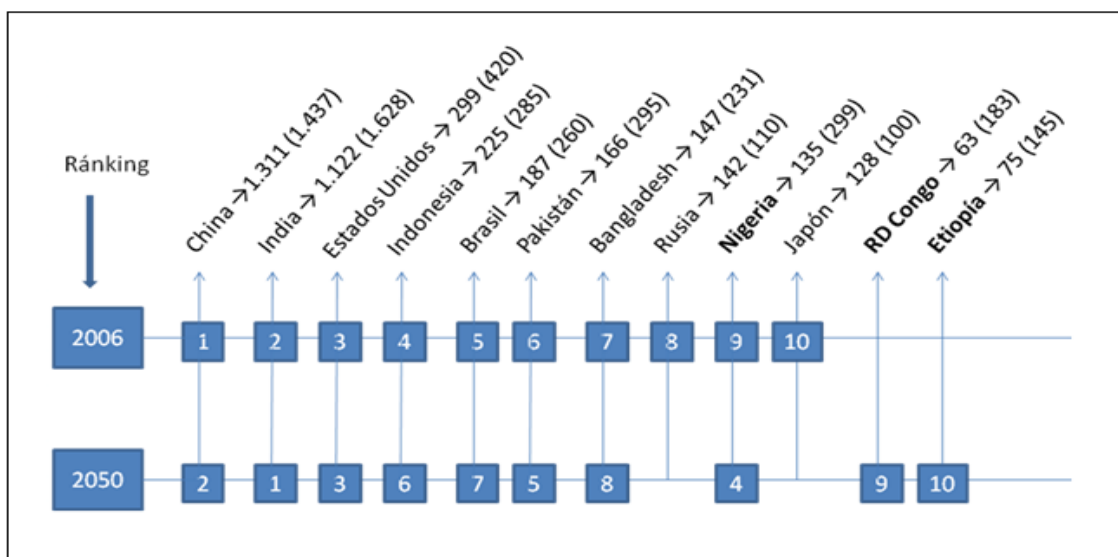 Ránking
China → 1.311 (1.437)
India → 1.122 (1.628)
Estados Unidos → 299 (420)
Indonesia → 225 (285)
Brasil → 187 (260)
Pakistán → 166 (295)
Bangladesh → 147 (231)
Rusia → 142 (110)
Nigeria → 135 (299)
Japón → 128 (100)
RD Congo → 63 (183)
Etiopía → 75 (145)
2006 1 2 3 4 5 6 7 8 9 10
2050 2 1 3 6 7 5 8 4 9 10